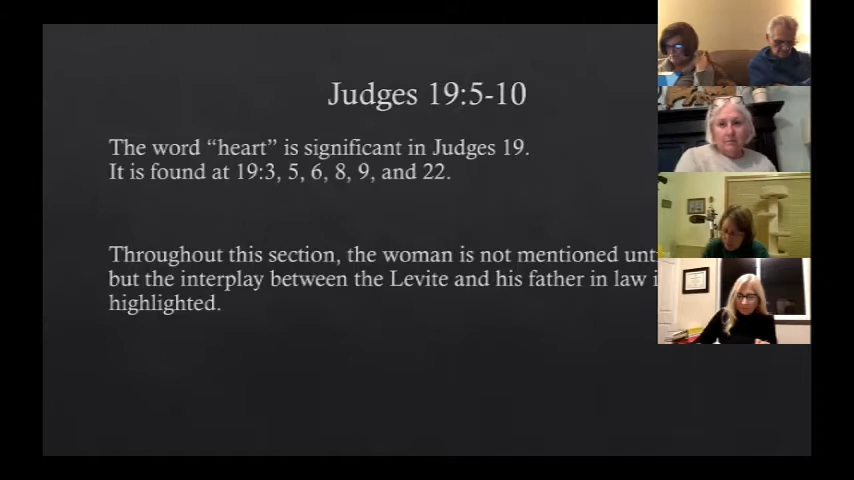 Judges 19:5-10
The word “heart” is significant in Judges 19.
It is found at 19:3, 5, 6, 8, 9, and 22.
Throughout this section, the woman is not mentioned
but the interplay between the Levite and his father in law
highlighted.